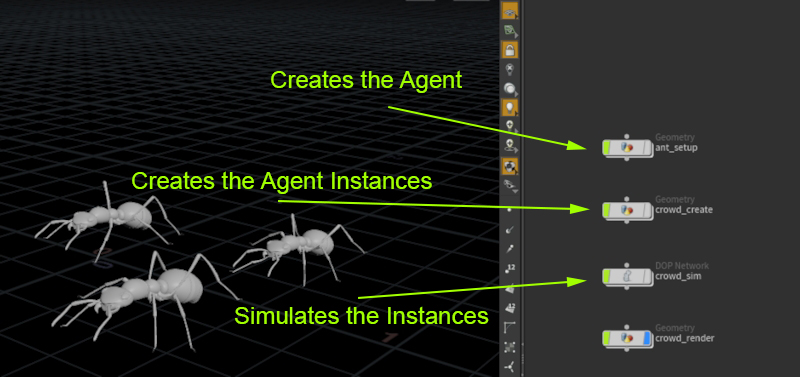 Creates the Agent
Geometry
ant_setup
Creates the Agent Instances
Geometry
crowd_create
DOP Network
crowd_sim
Simulates the Instances
Geometry
crowd_render
12